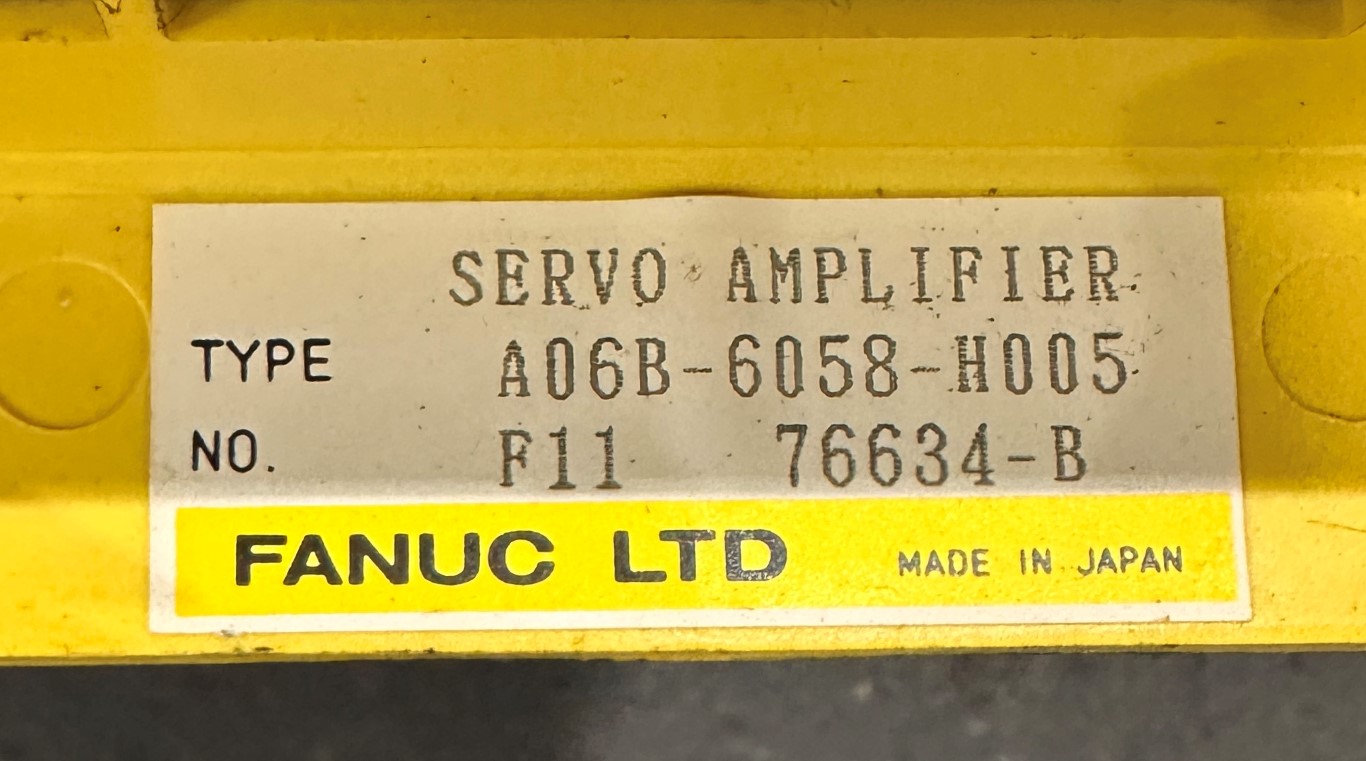 SERVO AMPLIFIER
TYPE A06B-6058-H005
NO. F11 76634-B
FANUC LTD MADE IN JAPAN